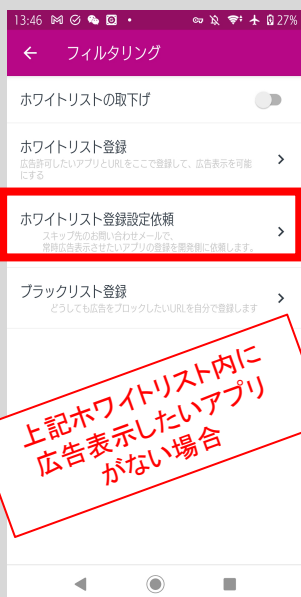 13:46
27%
フィルタリング
ホワイトリストの取下げ
ホワイトリスト登録
広告許可したいアプリとURLをここで登録して、広告表示を可能
にする
ホワイトリスト登録設定依頼
スキップ先のお問い合わせメールで、
常時広告表示させたいアプリの登録を開発側に依頼します。
ブラックリスト登録
どうしても広告をブロックしたいURLを自分で登録します
上記ホワイトリスト内に
広告表示したいアプリ
がない場合